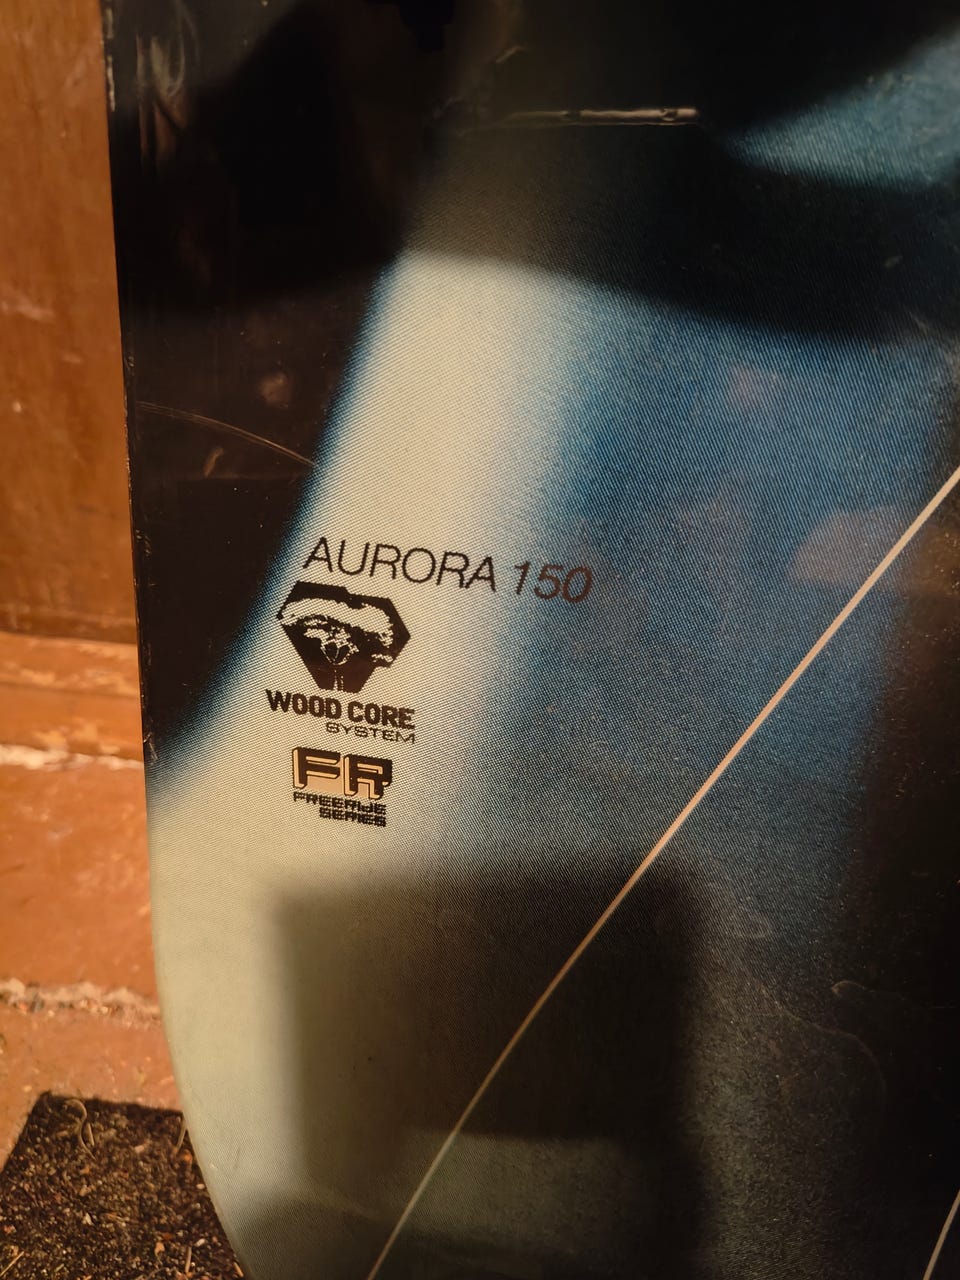 AURORA 150
WOOD CORE
SYSTEM
FR
FREERIDE
SERIES